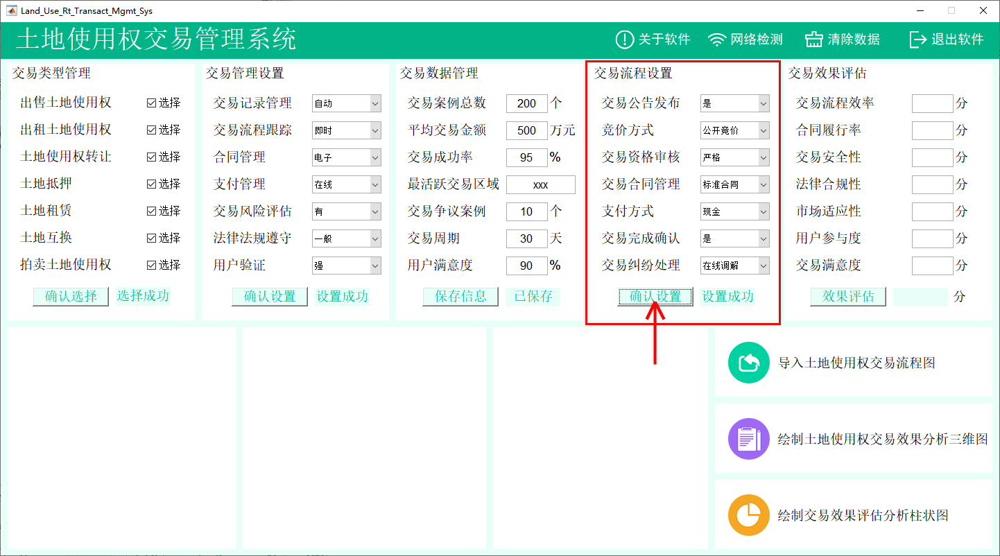 Land_Use_Rt_Transact_Mgmt_Sys
土地使用权交易管理系统
关于软件
网络检测
清除数据
退出软件
交易类型管理
出售土地使用权 选择
出租土地使用权 选择
土地使用权转让 选择
土地抵押 选择
土地租赁 选择
土地互换 选择
拍卖土地使用权 选择
确认选择 选择成功
交易管理设置
交易记录管理 自动
交易流程跟踪 即时
合同管理 电子
支付管理 在线
交易风险评估 有
法律法规遵守 一般
用户验证 强
确认设置 设置成功
交易数据管理
交易案例总数 200 个
平均交易金额 500 万元
交易成功率 95 %
最活跃交易区域 xxx
交易争议案例 10 个
交易周期 30 天
用户满意度 90 %
保存信息 已保存
交易流程设置
交易公告发布 是
竞价方式 公开竞价
交易资格审核 严格
交易合同管理 标准合同
支付方式 现金
交易完成确认 是
交易纠纷处理 在线调解
确认设置 设置成功
交易效果评估
交易流程效率 分
合同履行率 分
交易安全性 分
法律合规性 分
市场适应性 分
用户参与度 分
交易满意度 分
效果评估 分
导入土地使用权交易流程图
绘制土地使用权交易效果分析三维图
绘制交易效果评估分析柱状图